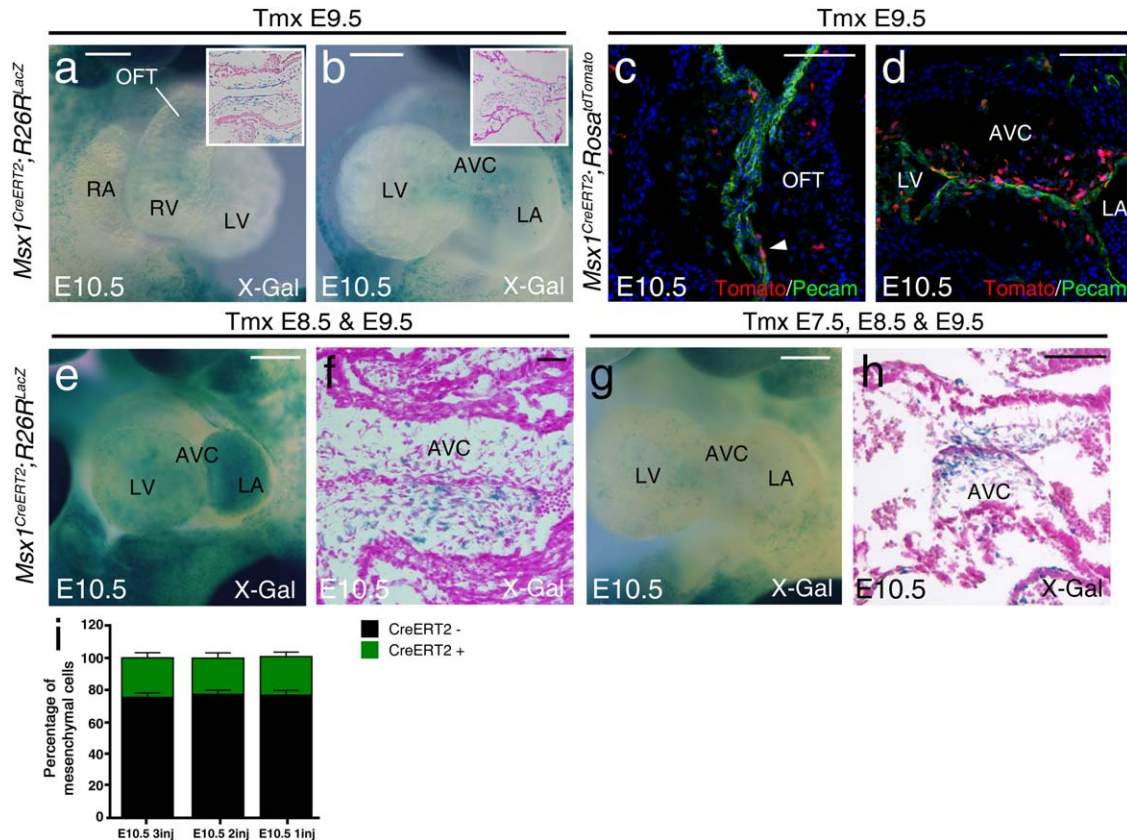 Tmx E9.5
Tmx E9.5
Msx1CreERT2;R26RLacZ
a
OFT
RA
RV
LV
E10.5
X-Gal
b
LV
AVC
LA
E10.5
X-Gal
Msx1CreERT2;RosatdTomato
c
OFT
E10.5
Tomato/Pecam
d
AVC
LV
LA
E10.5
Tomato/Pecam
Tmx E8.5 & E9.5
Tmx E7.5, E8.5 & E9.5
Msx1CreERT2;R26RLacZ
e
AVC
LV
LA
E10.5
X-Gal
f
AVC
E10.5
X-Gal
g
AVC
LV
LA
E10.5
X-Gal
h
AVC
E10.5
X-Gal
i
Percentage of
mesenchymal cells
120
100
80
60
40
20
0
E10.5 3inj
E10.5 2inj
E10.5 1inj
CreERT2 -
CreERT2 +